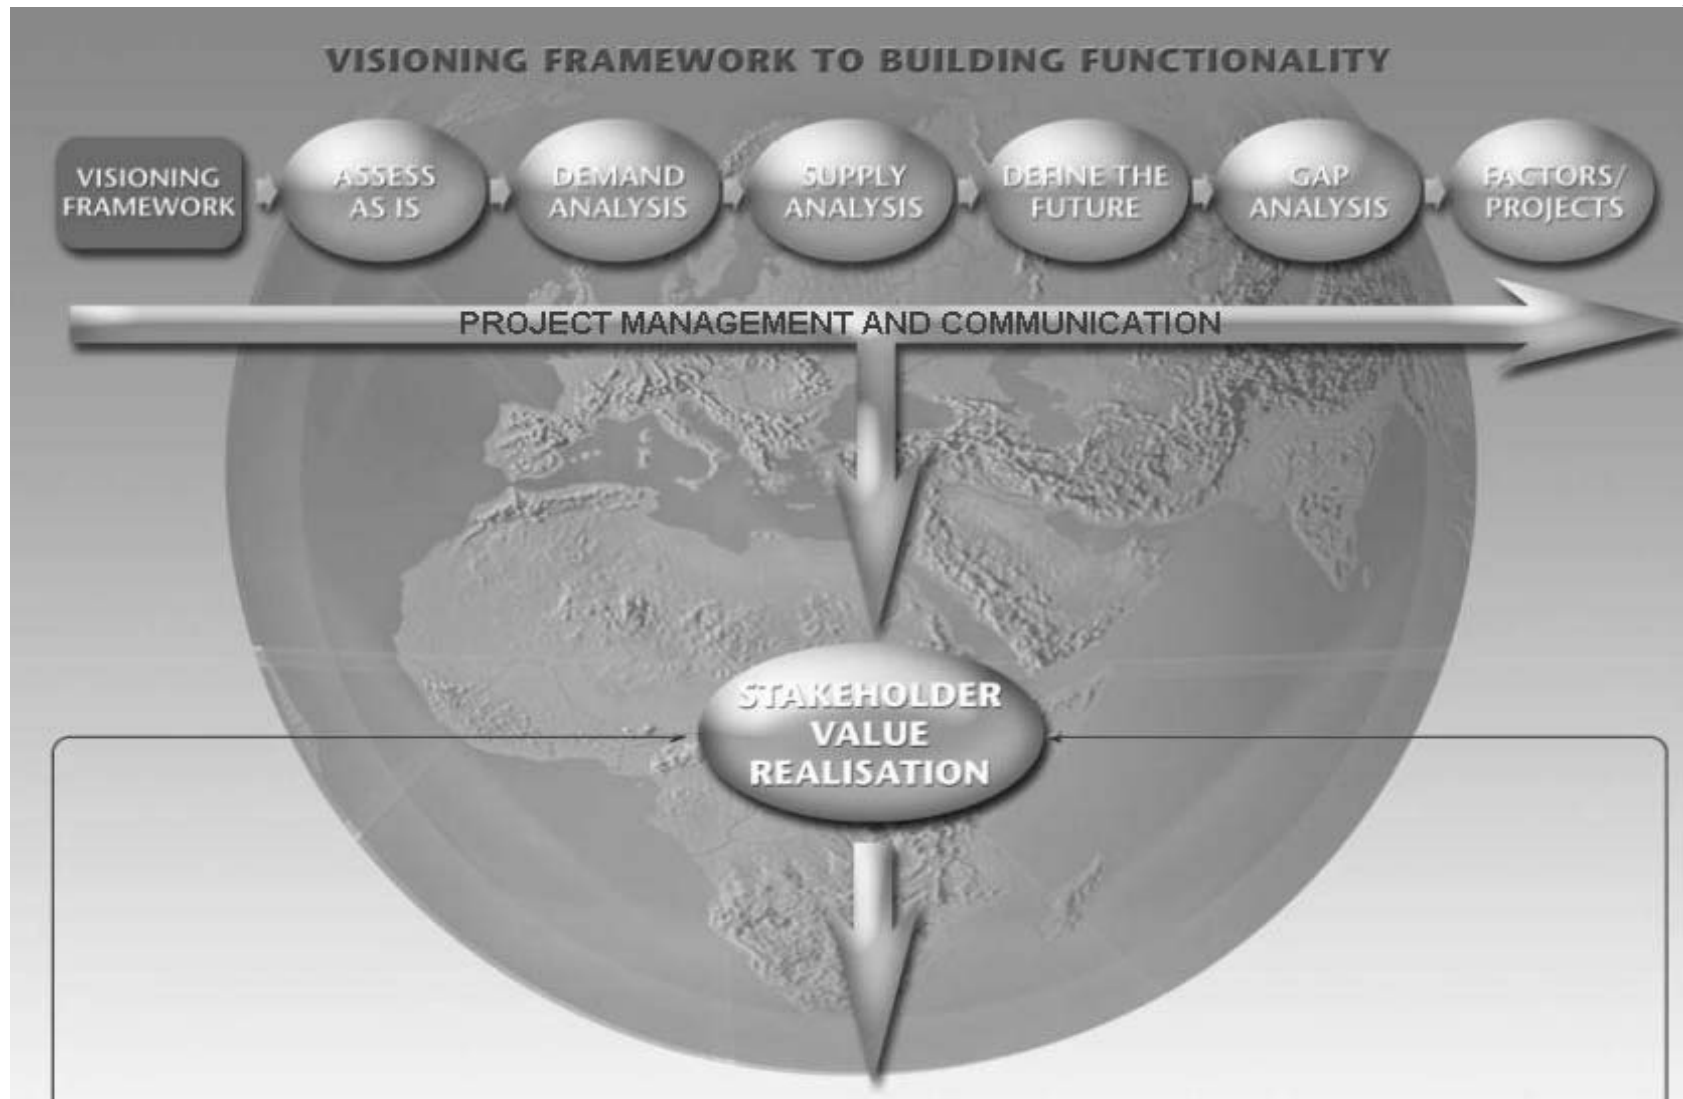 VISIONING FRAMEWORK TO BUILDING FUNCTIONALITY
VISIONING
FRAMEWORK
ASSESS
AS IS
DEMAND
ANALYSIS
SUPPLY
ANALYSIS
DEFINE THE
FUTURE
GAP
ANALYSIS
FACTORS/
PROJECTS
PROJECT MANAGEMENT AND COMMUNICATION
STAKEHOLDER
VALUE
REALISATION